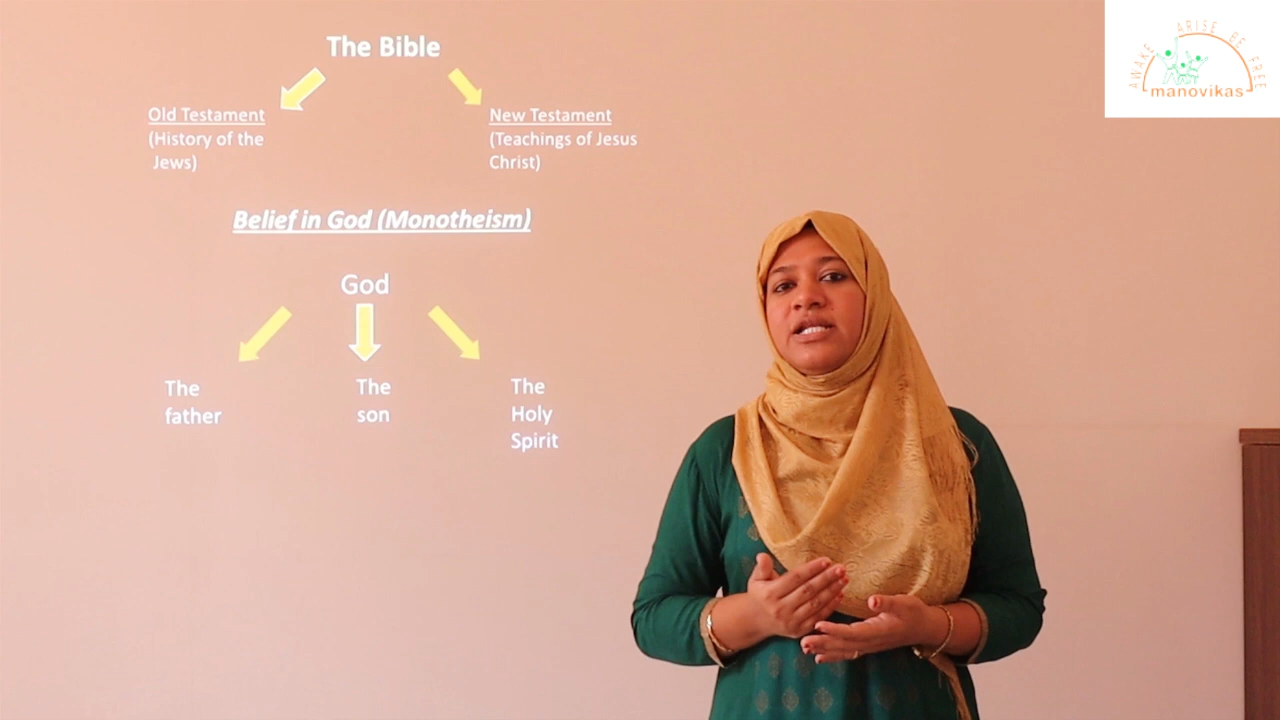 The Bible
Old Testament
(History of the
Jews)
New Testament
(Teachings of Jesus
Christ)
Belief in God (Monotheism)
God
The
father
The
son
The
Holy
Spirit
AWAKE ARISE BE FREE
manovikas